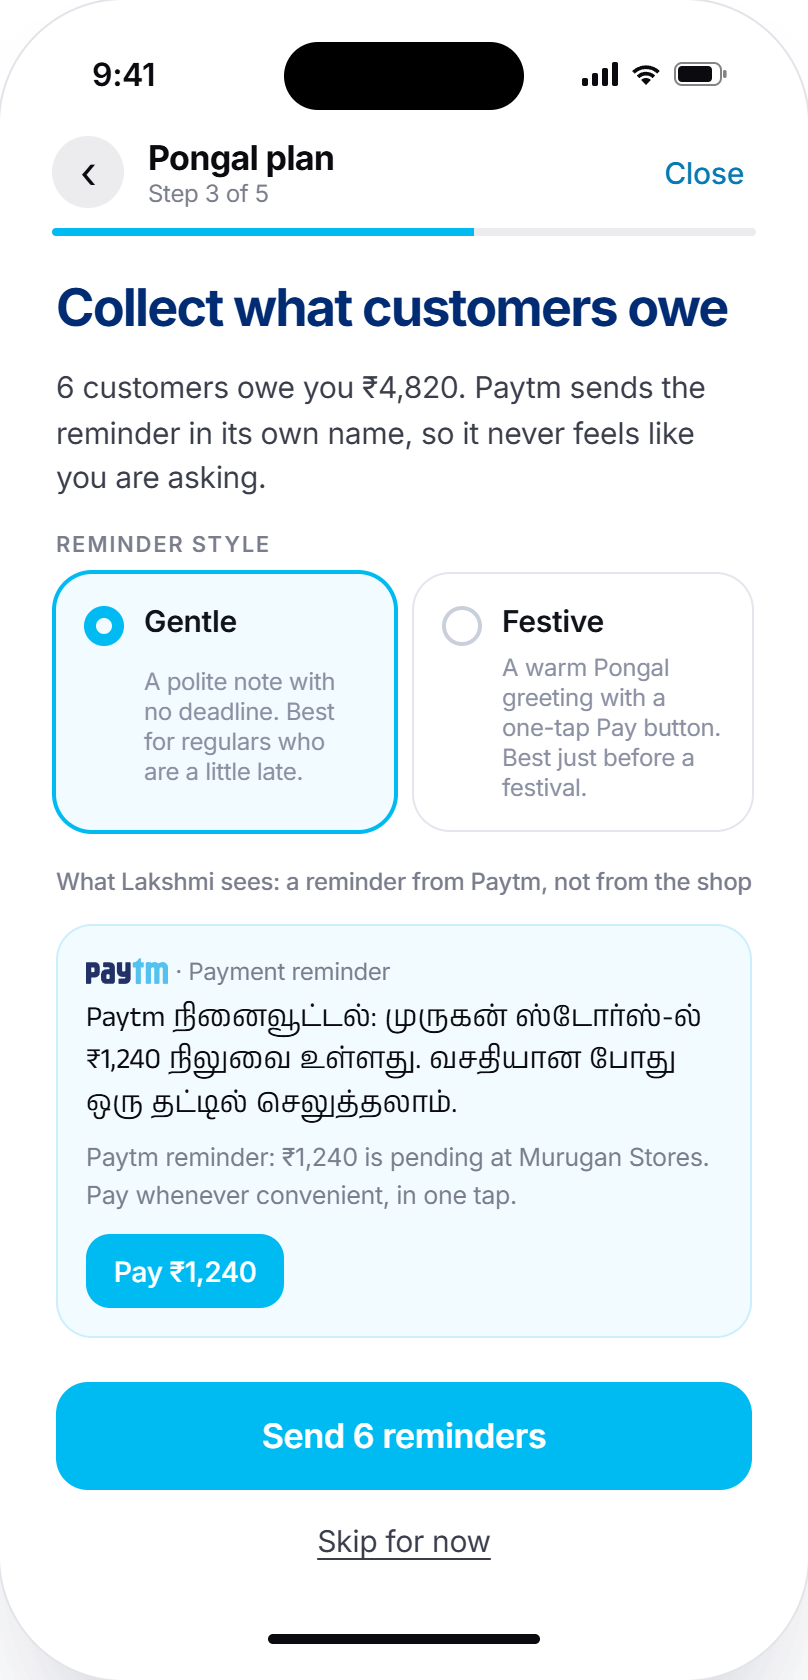 9:41
Pongal plan
Step 3 of 5
Close
Collect what customers owe
6 customers owe you ₹4,820. Paytm sends the
reminder in its own name, so it never feels like
you are asking.
REMINDER STYLE
Gentle
A polite note with
no deadline. Best
for regulars who
are a little late.
Festive
A warm Pongal
greeting with a
one-tap Pay button.
Best just before a
festival.
What Lakshmi sees: a reminder from Paytm, not from the shop
paytm · Payment reminder
Paytm நினைவூட்டல்: முருகன் ஸ்டோர்ஸ்-ல்
₹1,240 நிலுவை உள்ளது. வசதியான போது
ஒரு தட்டில் செலுத்தலாம்.
Paytm reminder: ₹1,240 is pending at Murugan Stores.
Pay whenever convenient, in one tap.
Pay ₹1,240
Send 6 reminders
Skip for now